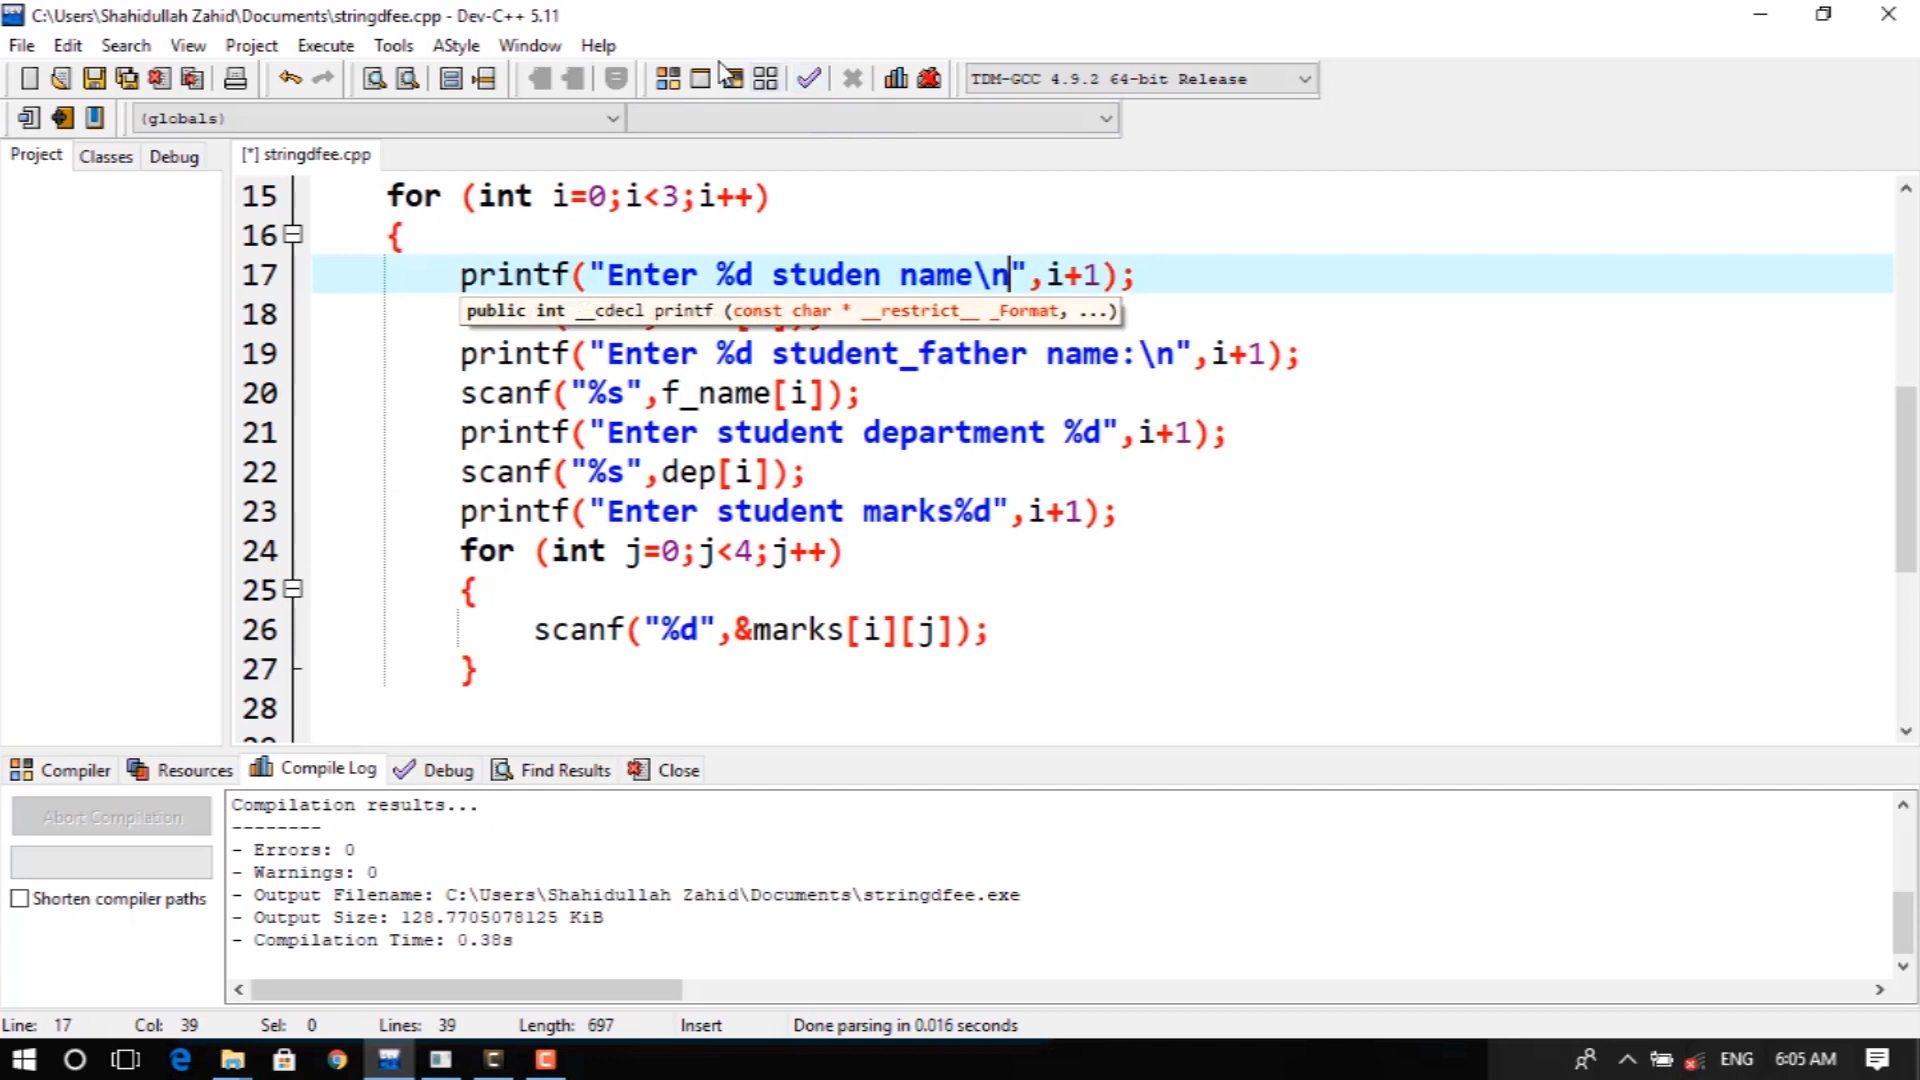 C:\Users\Shahidullah Zahid\Documents\stringdfee.cpp - Dev-C++ 5.11
File Edit Search View Project Execute Tools AStyle Window Help
TDM-GCC 4.9.2 64-bit Release
(globals)
Project Classes Debug [*] stringdfee.cpp
15 for (int i=0;i<3;i++)
16 {
17 printf("Enter %d studen name\n",i+1);
18
public int __cdecl printf (const char * __restrict__ _Format, ...)
19 printf("Enter %d student_father name:\n",i+1);
20 scanf("%s",f_name[i]);
21 printf("Enter student department %d",i+1);
22 scanf("%s",dep[i]);
23 printf("Enter student marks%d",i+1);
24 for (int j=0;j<4;j++)
25 {
26 scanf("%d",&marks[i][j]);
27 }
28
Compiler Resources Compile Log Debug Find Results Close
Abort Compilation
Shorten compiler paths
Compilation results...
--------
- Errors: 0
- Warnings: 0
- Output Filename: C:\Users\Shahidullah Zahid\Documents\stringdfee.exe
- Output Size: 128.7705078125 KiB
- Compilation Time: 0.38s
Line: 17 Col: 39 Sel: 0 Lines: 39 Length: 697 Insert Done parsing in 0.016 seconds
ENG 6:05 AM